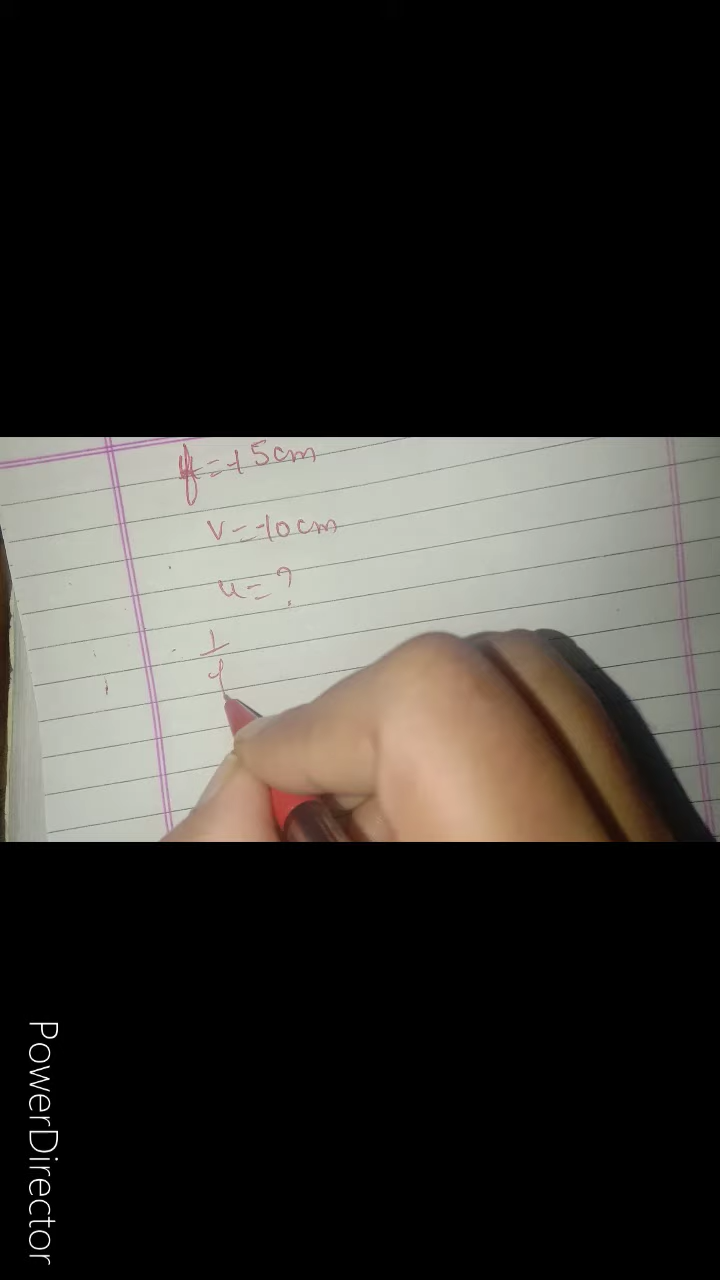 f = -15cm
v = -10cm
u = ?
1
f
PowerDirector